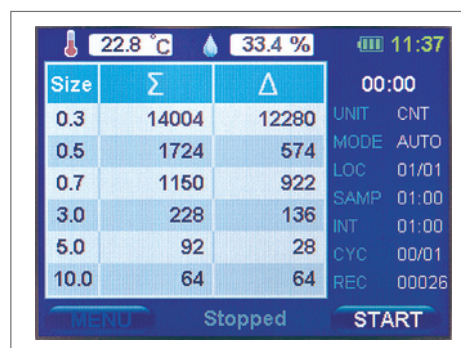 22.8 °C 33.4 % 11:37
Size Σ Δ 00:00
0.3 14004 12280 UNIT CNT
0.5 1724 574 MODE AUTO
0.7 1150 922 LOC 01/01
3.0 228 136 SAMP 01:00
5.0 92 28 INT 01:00
10.0 64 64 CYC 00/01
REC 00026
MENU Stopped START